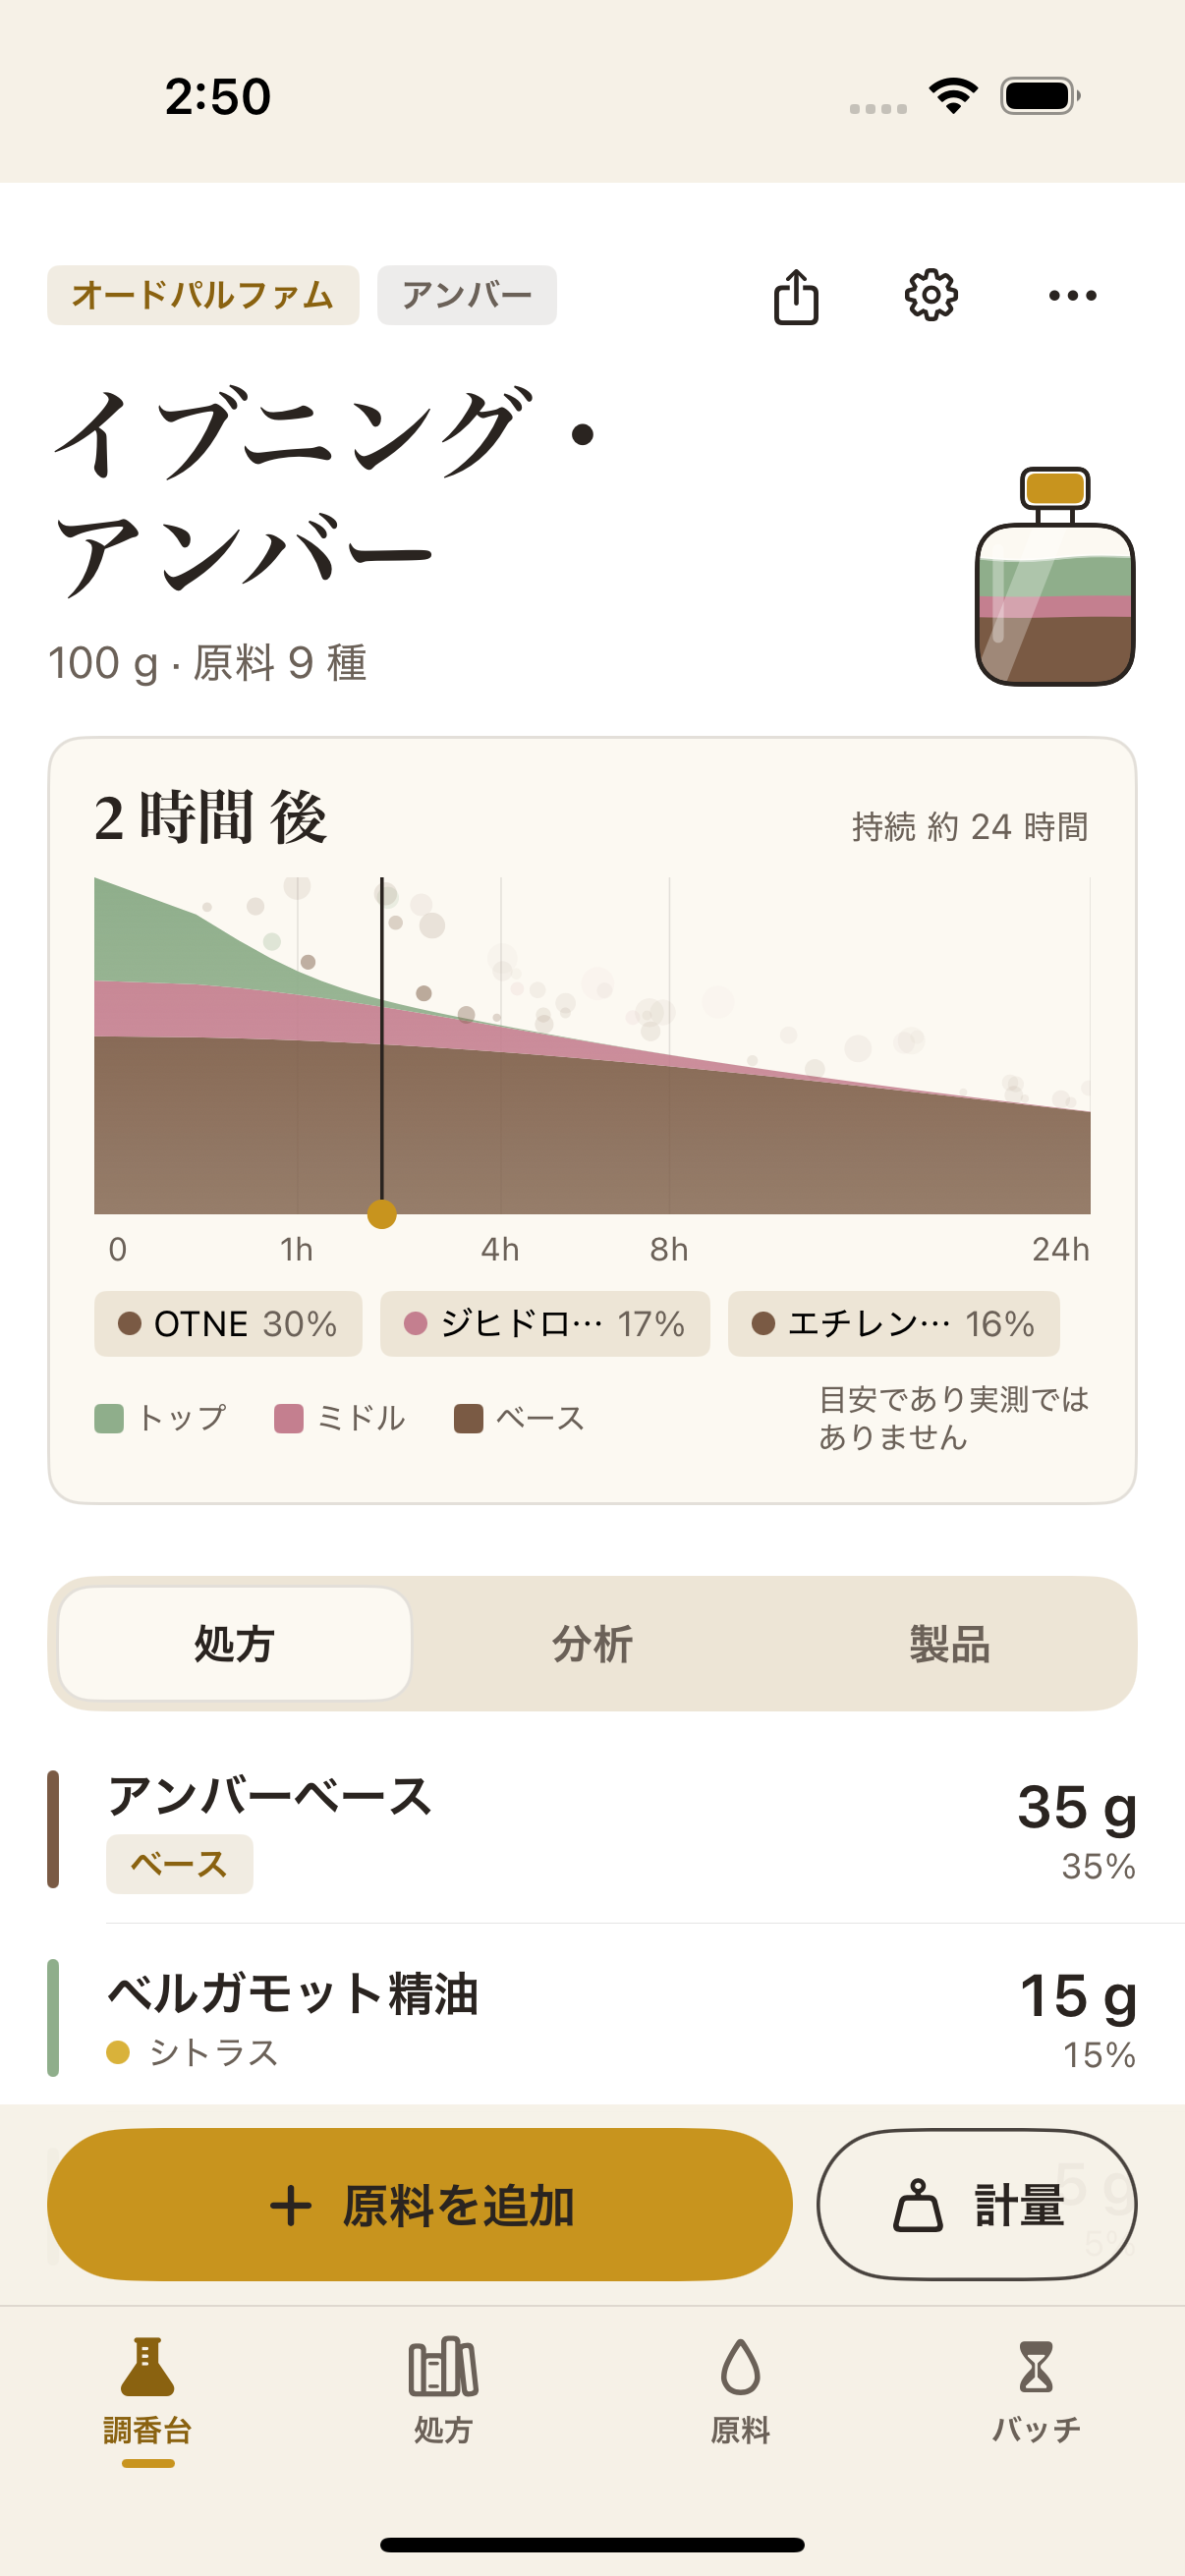 2:50
オードパルファム アンバー
イブニング・
アンバー
100 g · 原料 9 種
2 時間 後
持続 約 24 時間
0 1h 4h 8h 24h
OTNE 30% ジヒドロ… 17% エチレン… 16%
トップ ミドル ベース
目安であり実測では
ありません
処方 分析 製品
アンバーベース
35 g
ベース
35%
ベルガモット精油
15 g
シトラス
15%
5 g
5%
+ 原料を追加 計量
調香台 処方 原料 バッチ